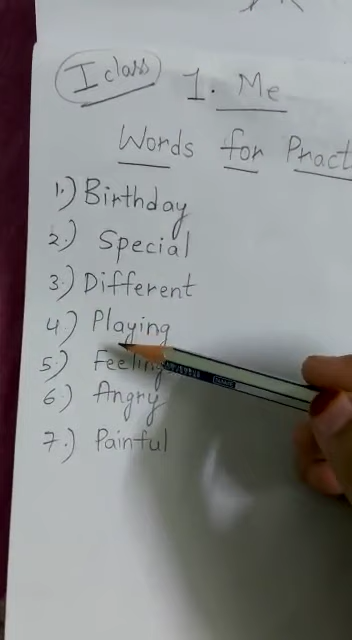 I class
1. Me
Words for Pract
1.) Birthday
2.) Special
3.) Different
4.) Playing
5.) Feeling
6.) Angry
7.) Painful